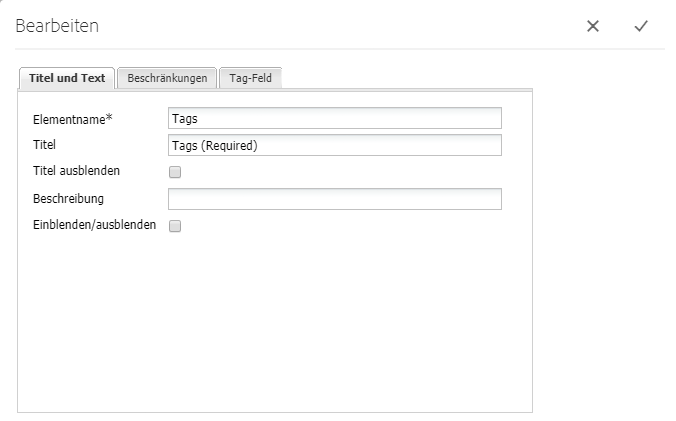 Bearbeiten
Titel und Text Beschränkungen Tag-Feld
Elementname* Tags
Titel Tags (Required)
Titel ausblenden
Beschreibung
Einblenden/ausblenden